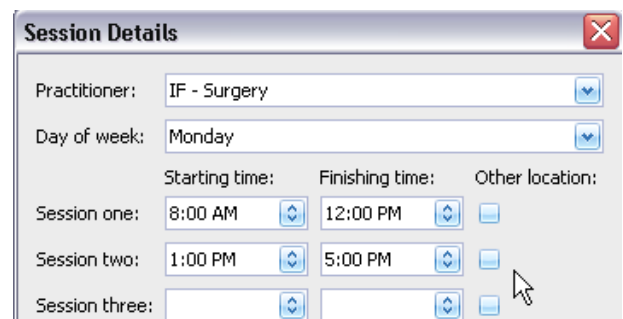 Session Details
Practitioner: IF - Surgery
Day of week: Monday
Starting time: Finishing time: Other location:
Session one: 8:00 AM 12:00 PM
Session two: 1:00 PM 5:00 PM
Session three: